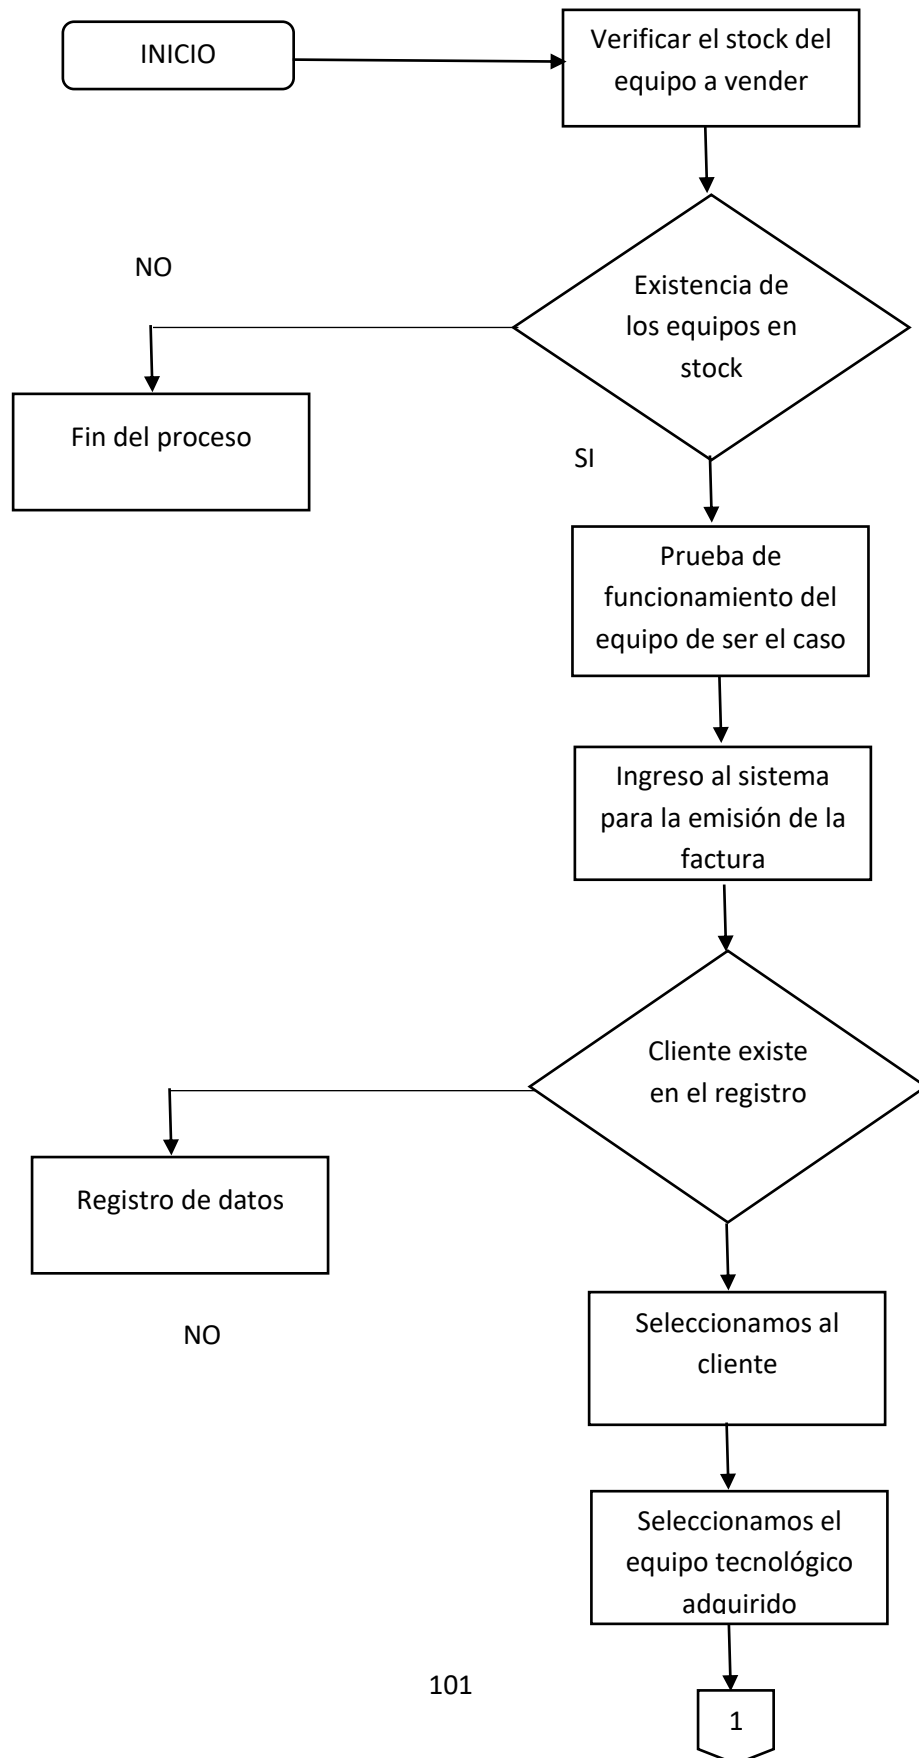 INICIO
Verificar el stock del
equipo a vender
NO
Existencia de
los equipos en
stock
Fin del proceso
SI
Prueba de
funcionamiento del
equipo de ser el caso
Ingreso al sistema
para la emisión de la
factura
Cliente existe
en el registro
Registro de datos
NO
Seleccionamos al
cliente
Seleccionamos el
equipo tecnológico
adquirido
101
1